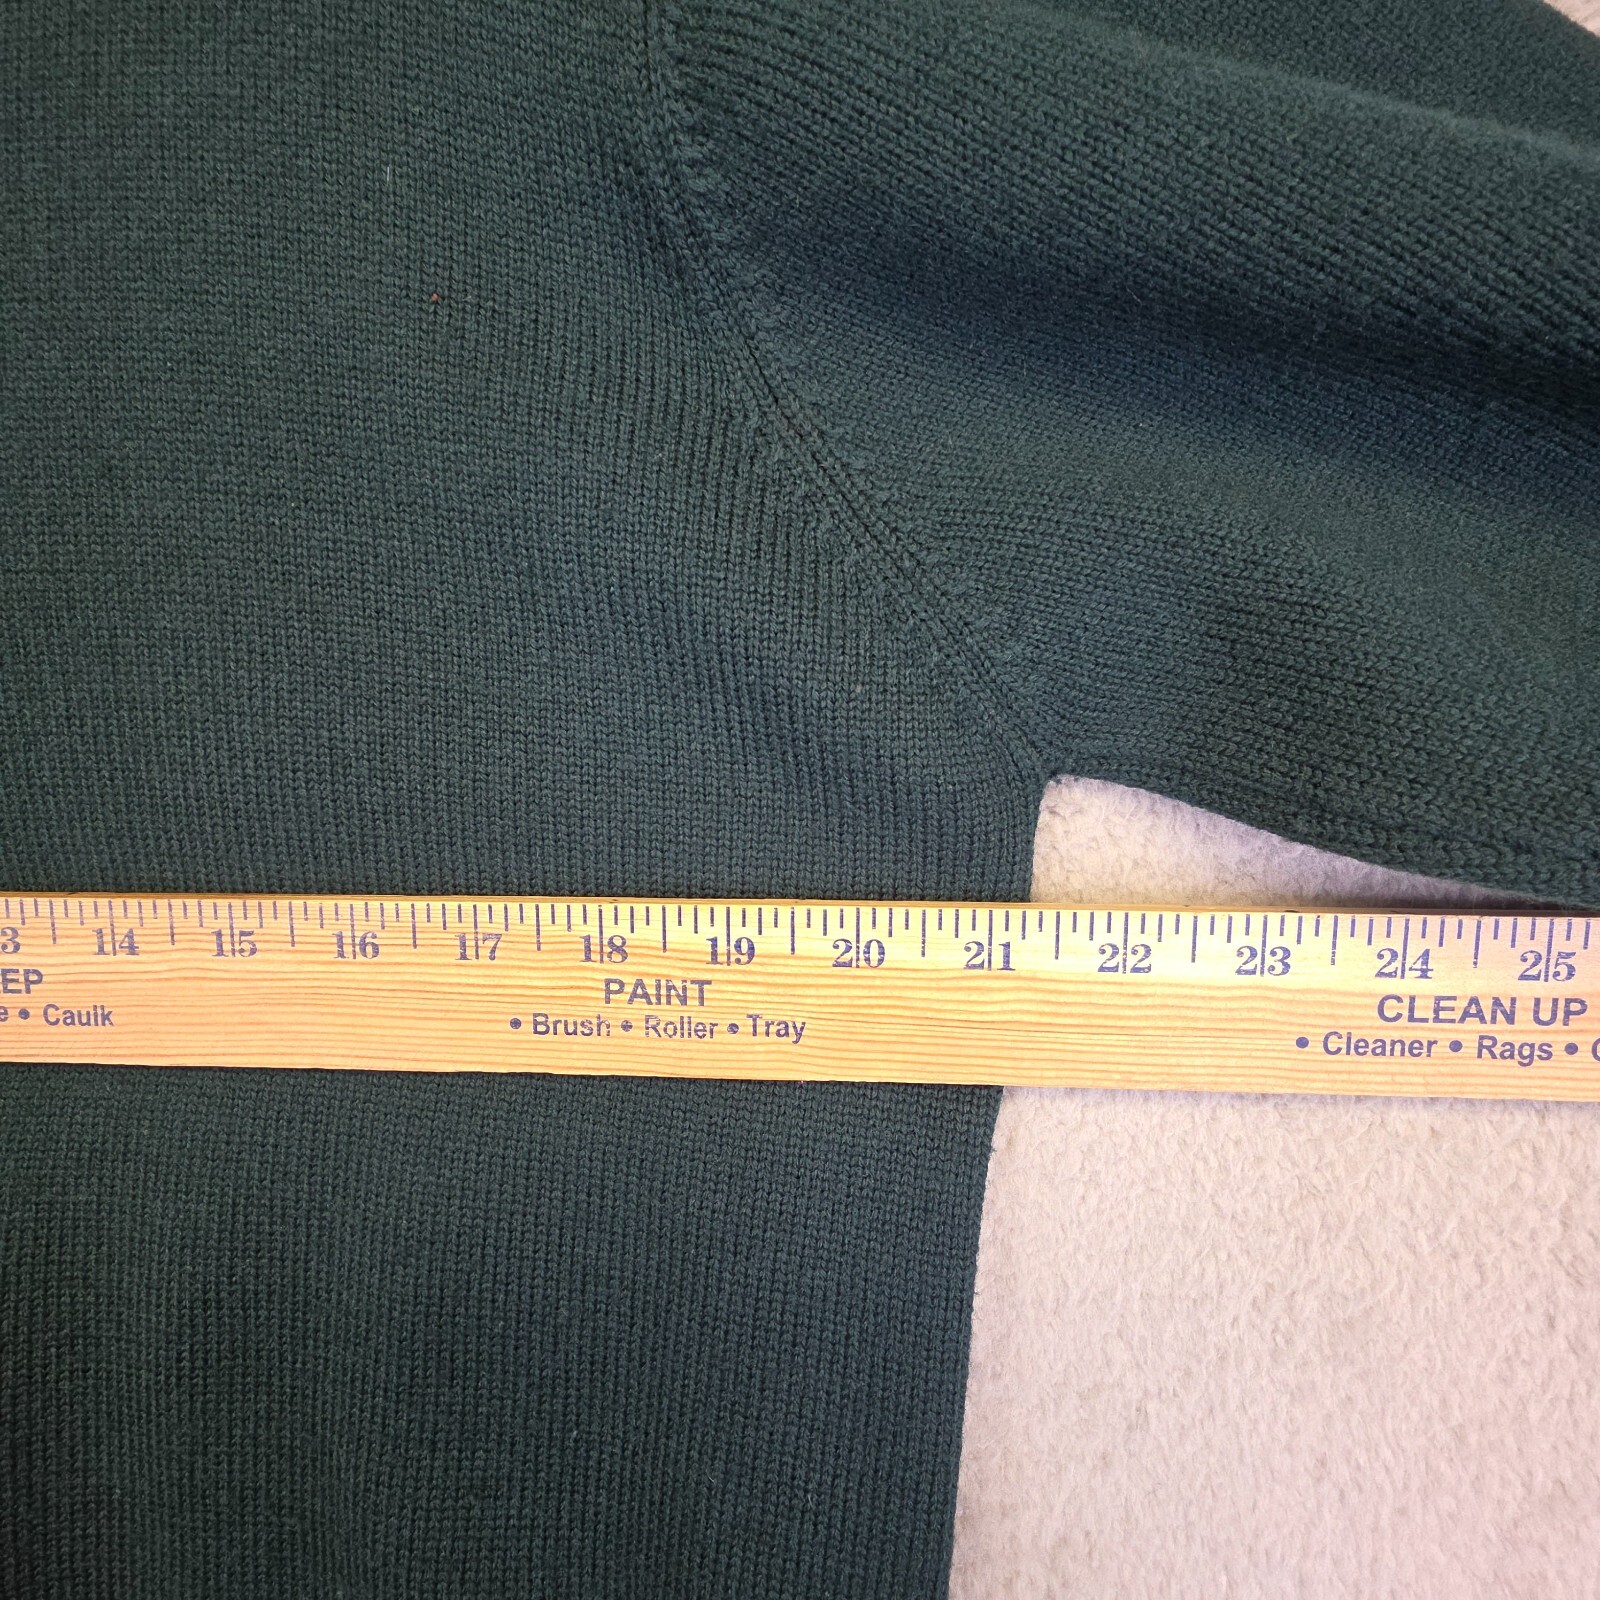 3 14 15 16 17 18 19 20 21 22 23 24 25
EP PAINT CLEAN UP
e • Caulk • Brush • Roller • Tray • Cleaner • Rags •